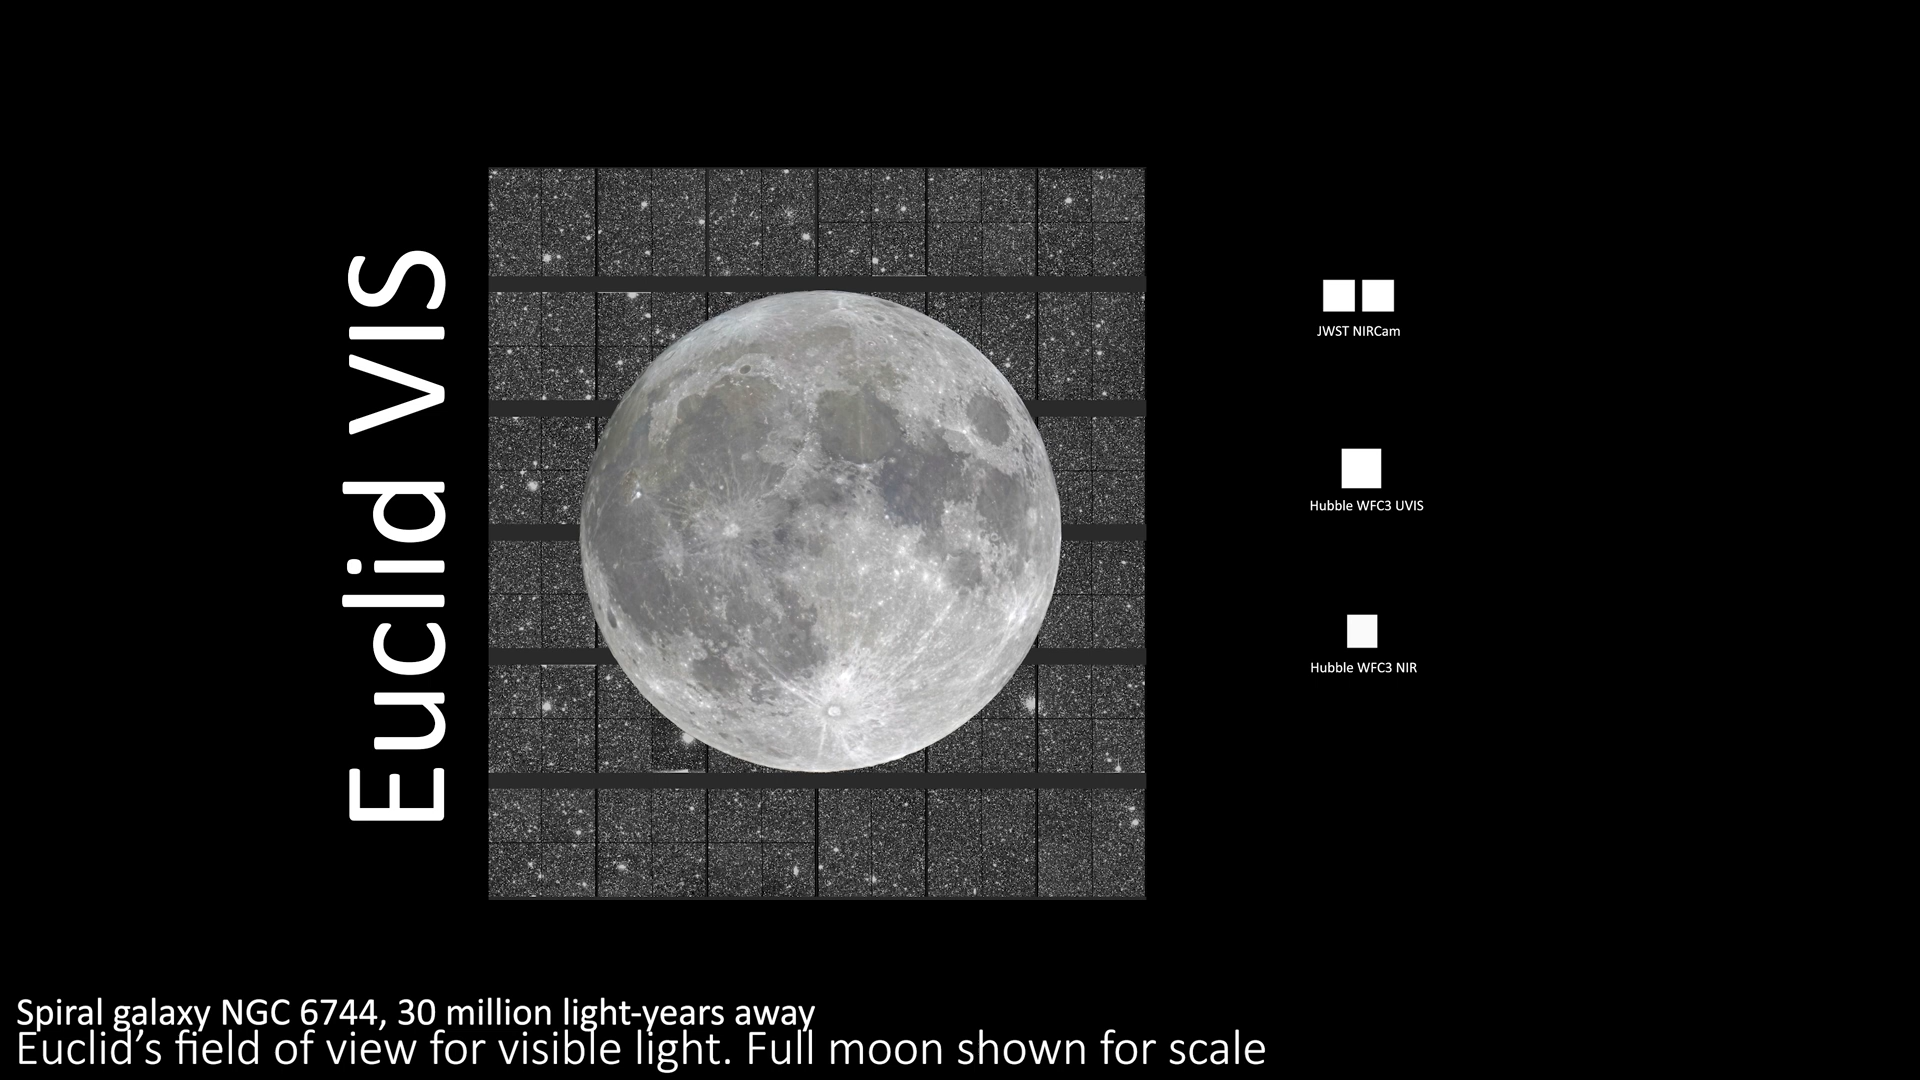 Euclid VIS
JWST NIRCam
Hubble WFC3 UVIS
Hubble WFC3 NIR
Spiral galaxy NGC 6744, 30 million light-years away
Euclid’s field of view for visible light. Full moon shown for scale